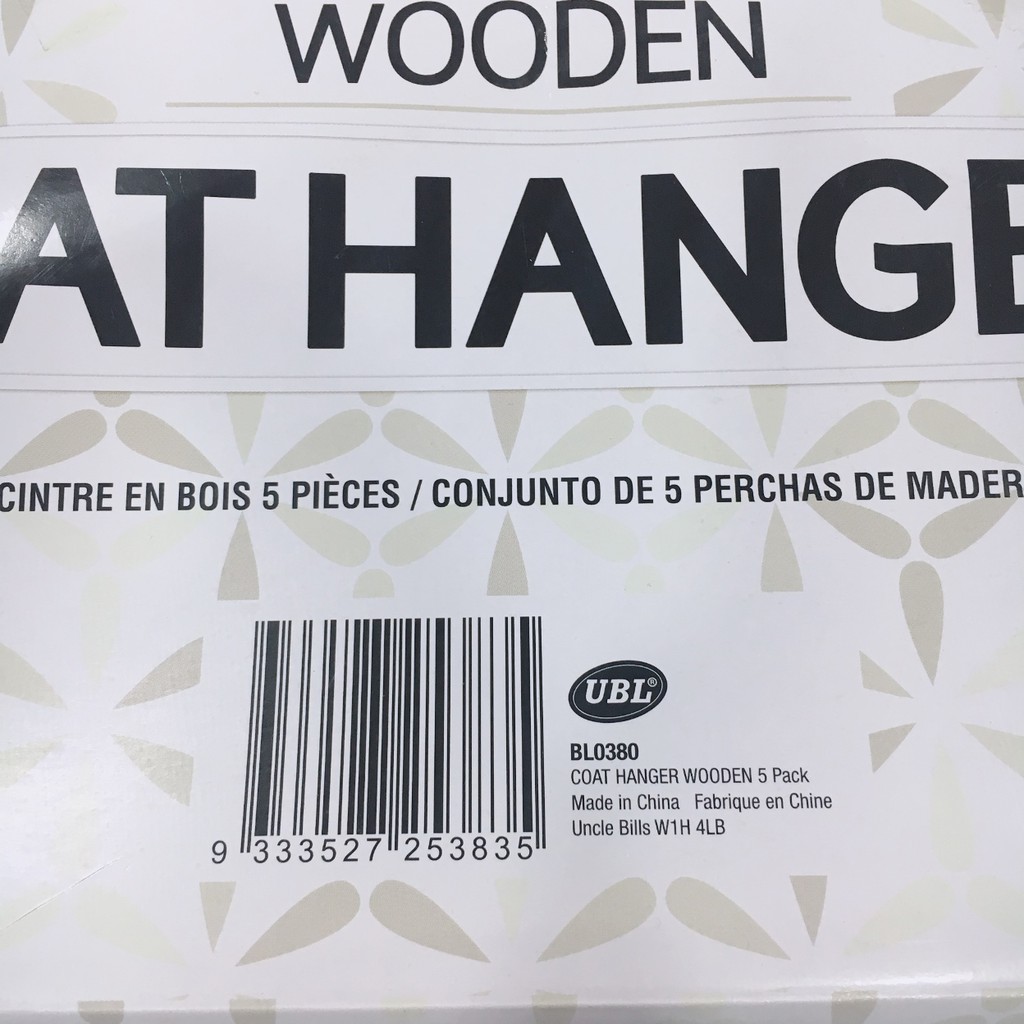 WOODEN
AT HANGE
CINTRE EN BOIS 5 PIÈCES / CONJUNTO DE 5 PERCHAS DE MADER
UBL®
BL0380
COAT HANGER WOODEN 5 Pack
Made in China Fabrique en Chine
Uncle Bills W1H 4LB
9 333527 253835